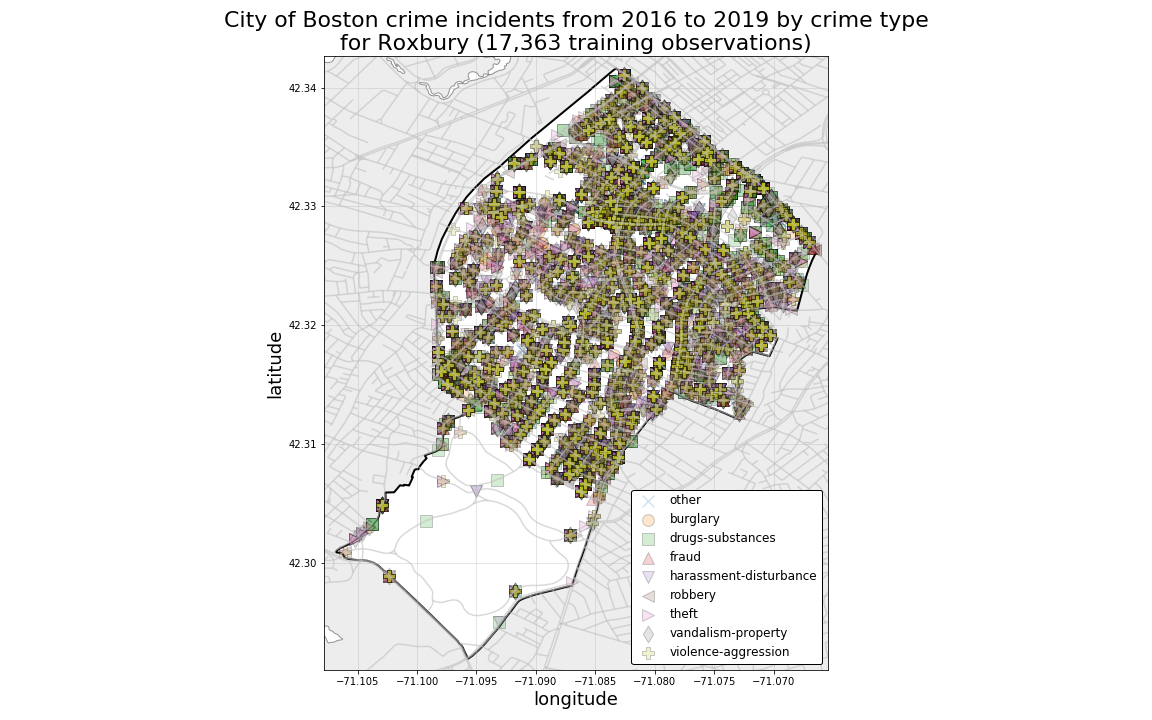 City of Boston crime incidents from 2016 to 2019 by crime type
for Roxbury (17,363 training observations)
42.34
42.33
42.32
42.31
42.30
latitude
other
burglary
drugs-substances
fraud
harassment-disturbance
robbery
theft
vandalism-property
violence-aggression
−71.105 −71.100 −71.095 −71.090 −71.085 −71.080 −71.075 −71.070
longitude